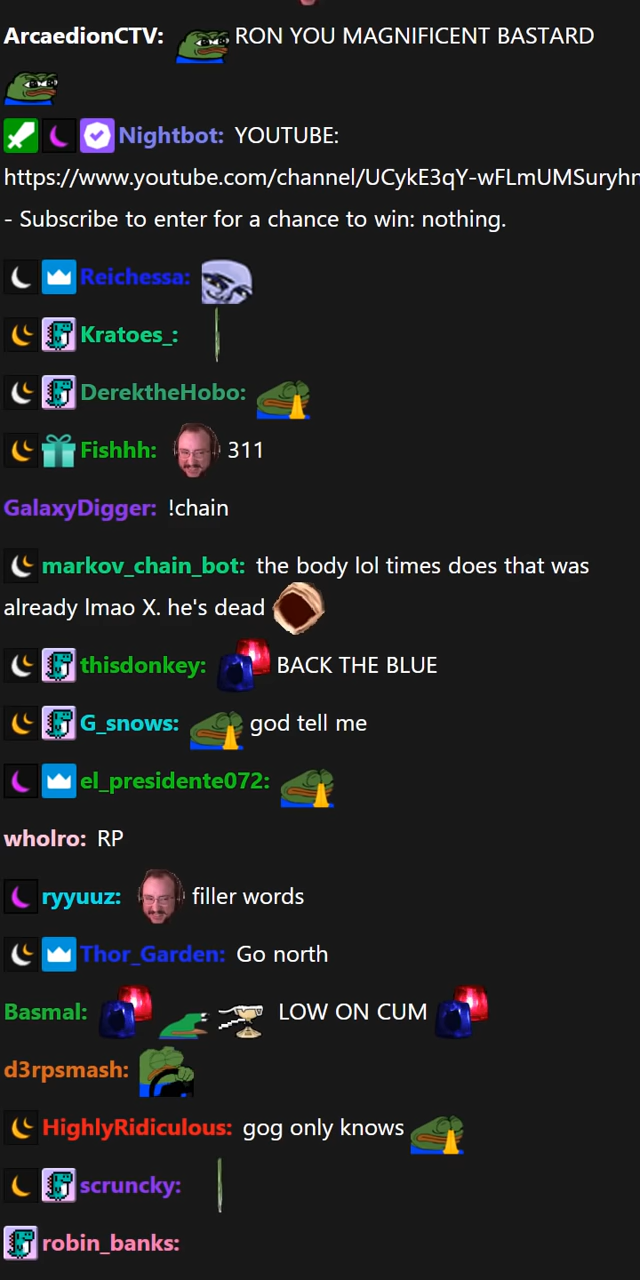 ArcaedionCTV: RON YOU MAGNIFICENT BASTARD
Nightbot: YOUTUBE:
https://www.youtube.com/channel/UCykE3qY-wFLmUMSuryhr
- Subscribe to enter for a chance to win: nothing.
Reichessa:
Kratoes_:
DerektheHobo:
Fishhh: 311
GalaxyDigger: !chain
markov_chain_bot: the body lol times does that was
already lmao X. he's dead
thisdonkey: BACK THE BLUE
G_snows: god tell me
el_presidente072:
wholro: RP
ryyuuz: filler words
Thor_Garden: Go north
Basmal: LOW ON CUM
d3rpsmash:
HighlyRidiculous: gog only knows
scruncky:
robin_banks: